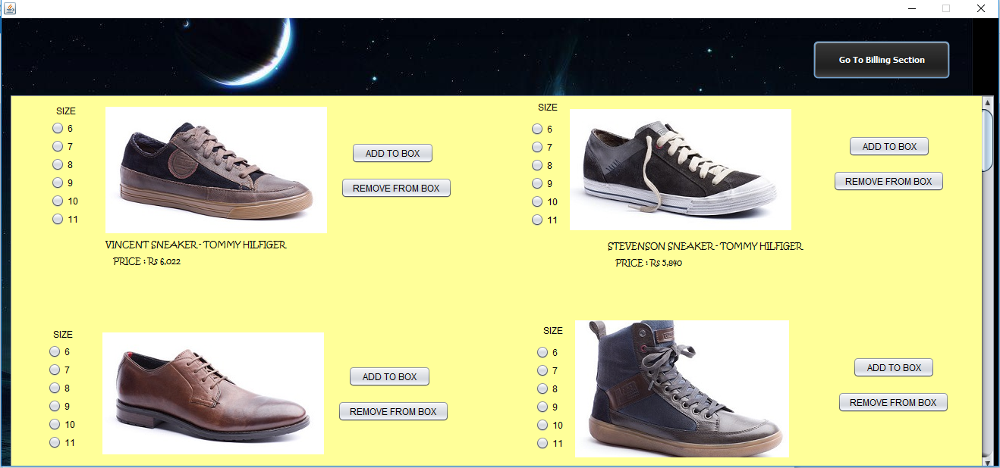 Go To Billing Section
SIZE
6
7
8
9
10
11
ADD TO BOX
REMOVE FROM BOX
VINCENT SNEAKER - TOMMY HILFIGER
PRICE : Rs 6,022
SIZE
6
7
8
9
10
11
ADD TO BOX
REMOVE FROM BOX
STEVENSON SNEAKER - TOMMY HILFIGER
PRICE : Rs 5,840
SIZE
6
7
8
9
10
11
ADD TO BOX
REMOVE FROM BOX
SIZE
6
7
8
9
10
11
ADD TO BOX
REMOVE FROM BOX